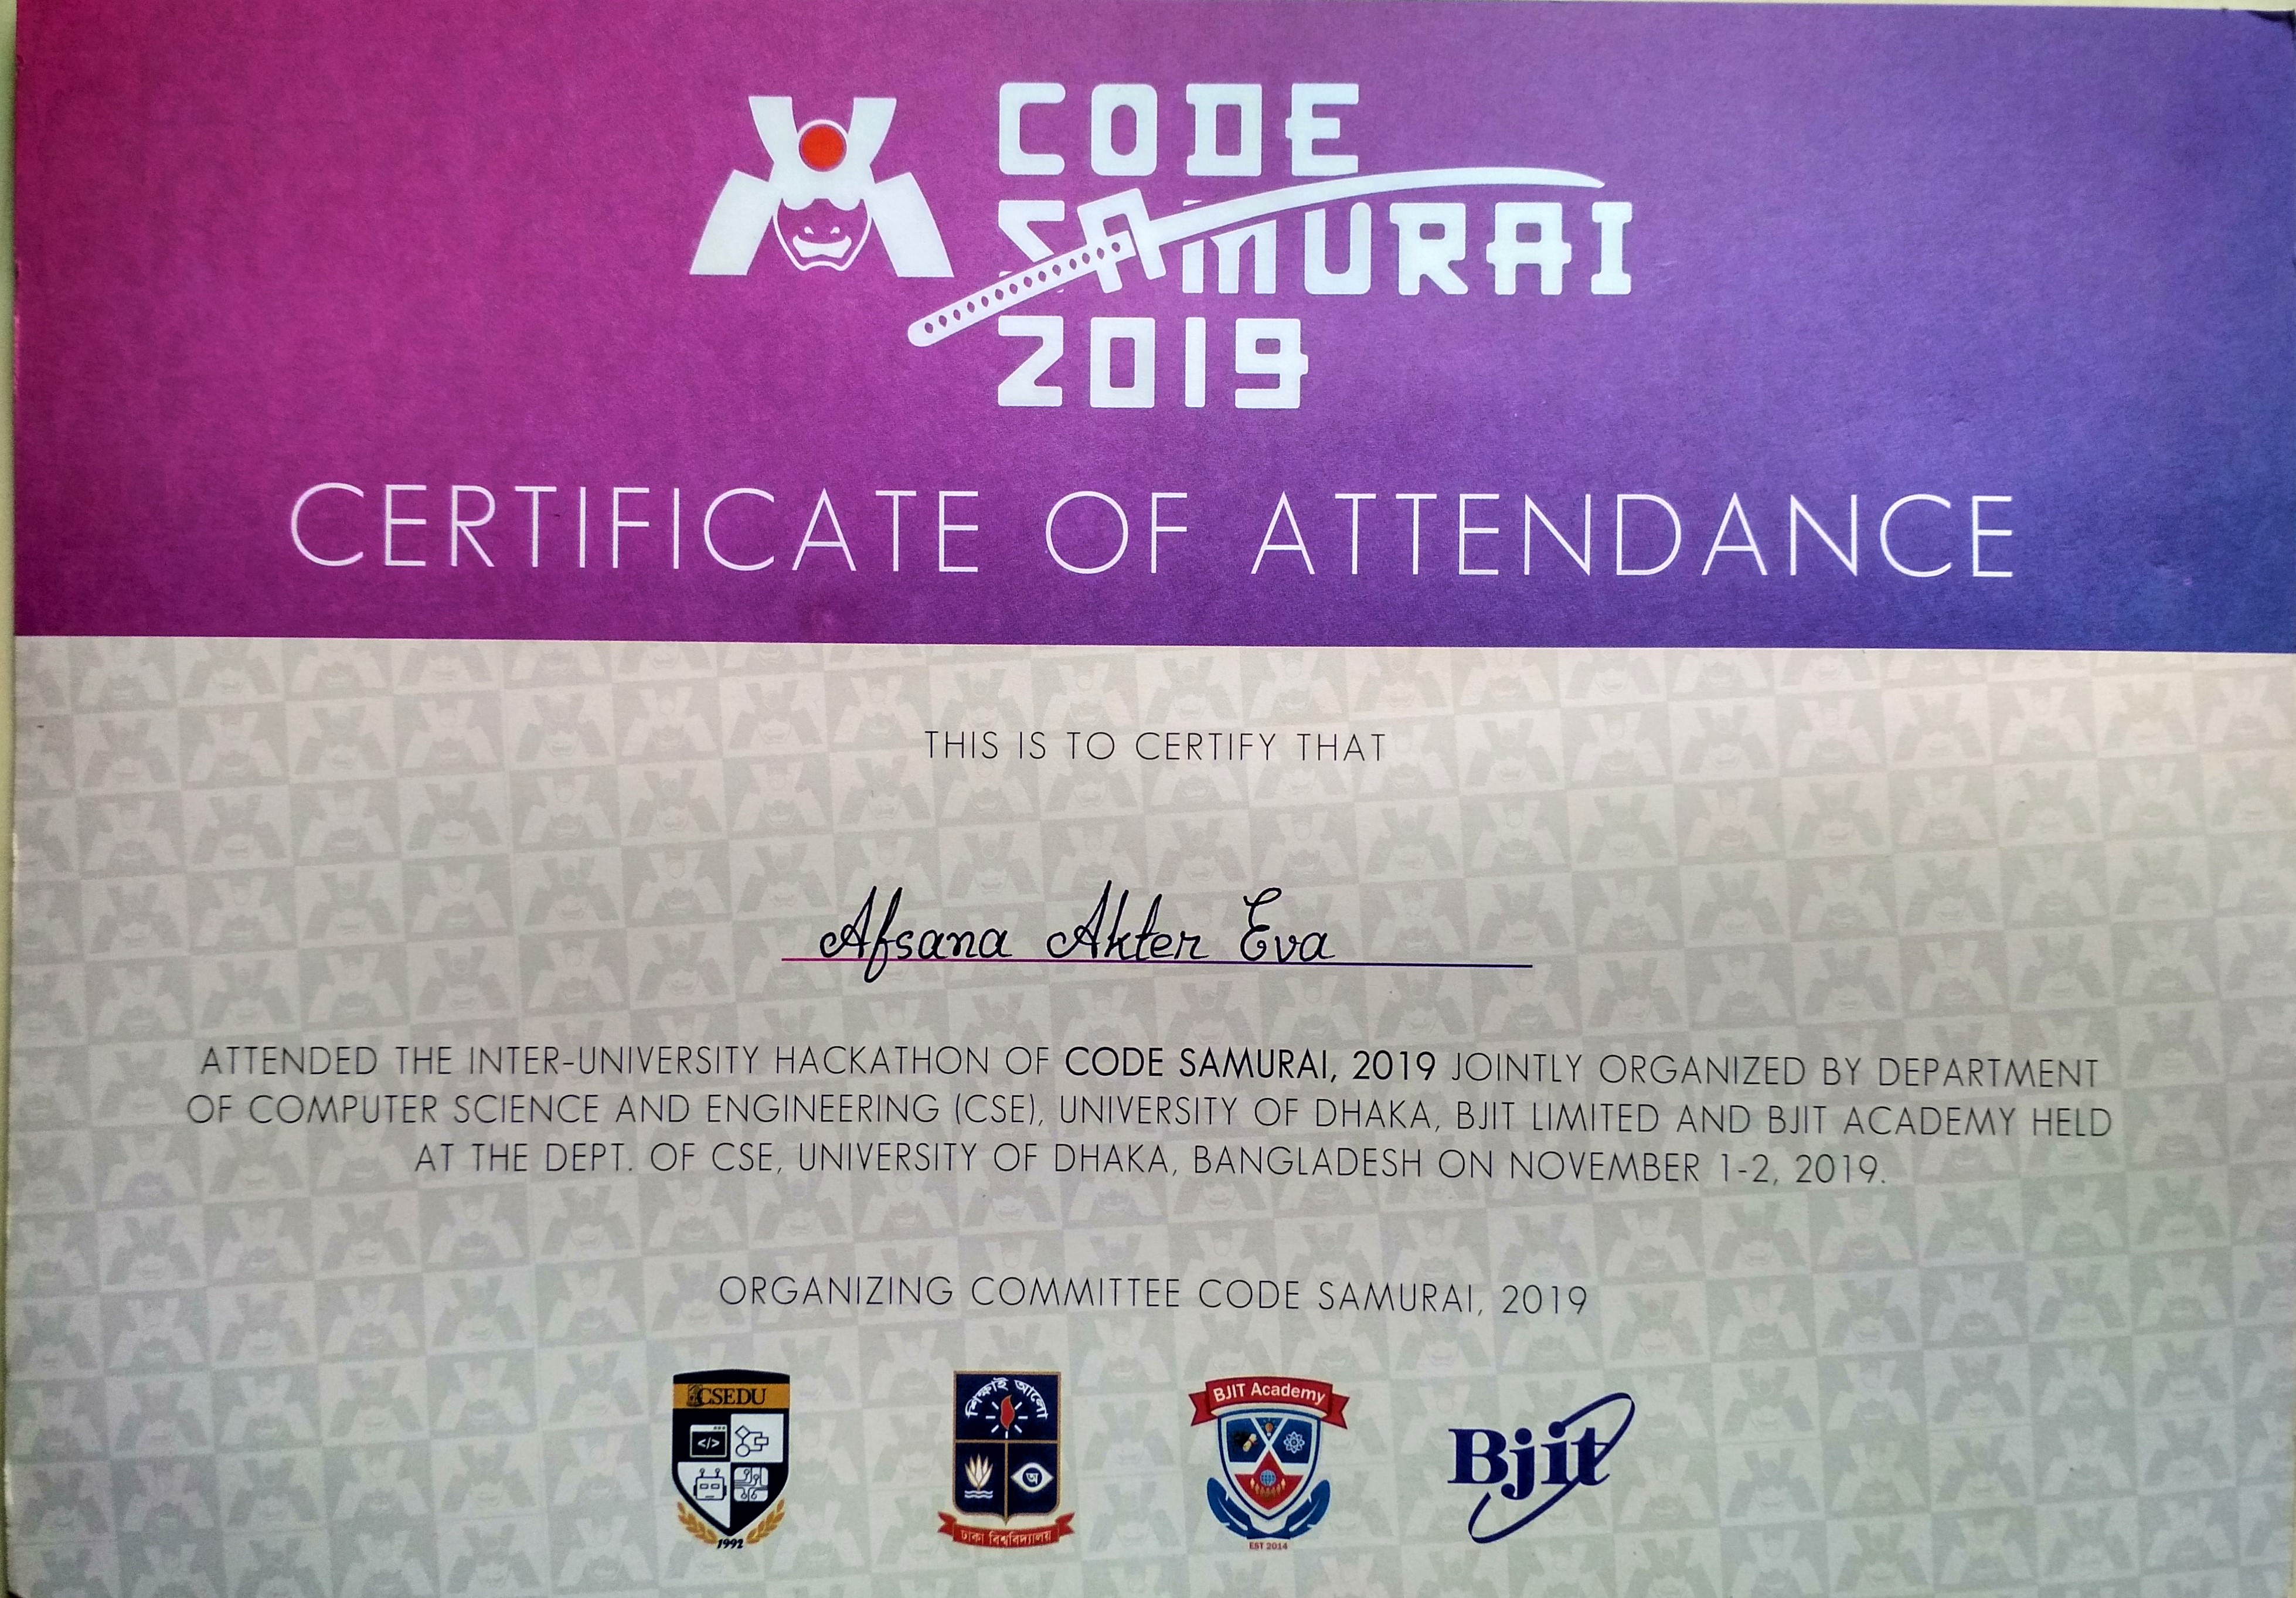 CODE
SAMURAI
2019
CERTIFICATE OF ATTENDANCE
THIS IS TO CERTIFY THAT
Afsana Akter Eva
ATTENDED THE INTER-UNIVERSITY HACKATHON OF CODE SAMURAI, 2019 JOINTLY ORGANIZED BY DEPARTMENT
OF COMPUTER SCIENCE AND ENGINEERING (CSE), UNIVERSITY OF DHAKA, BJIT LIMITED AND BJIT ACADEMY HELD
AT THE DEPT. OF CSE, UNIVERSITY OF DHAKA, BANGLADESH ON NOVEMBER 1-2, 2019.
ORGANIZING COMMITTEE CODE SAMURAI, 2019
CSEDU
</>
1992
শিক্ষাই আলো
অ
ঢাকা বিশ্ববিদ্যালয়
BJIT Academy
EST 2014
Bjit